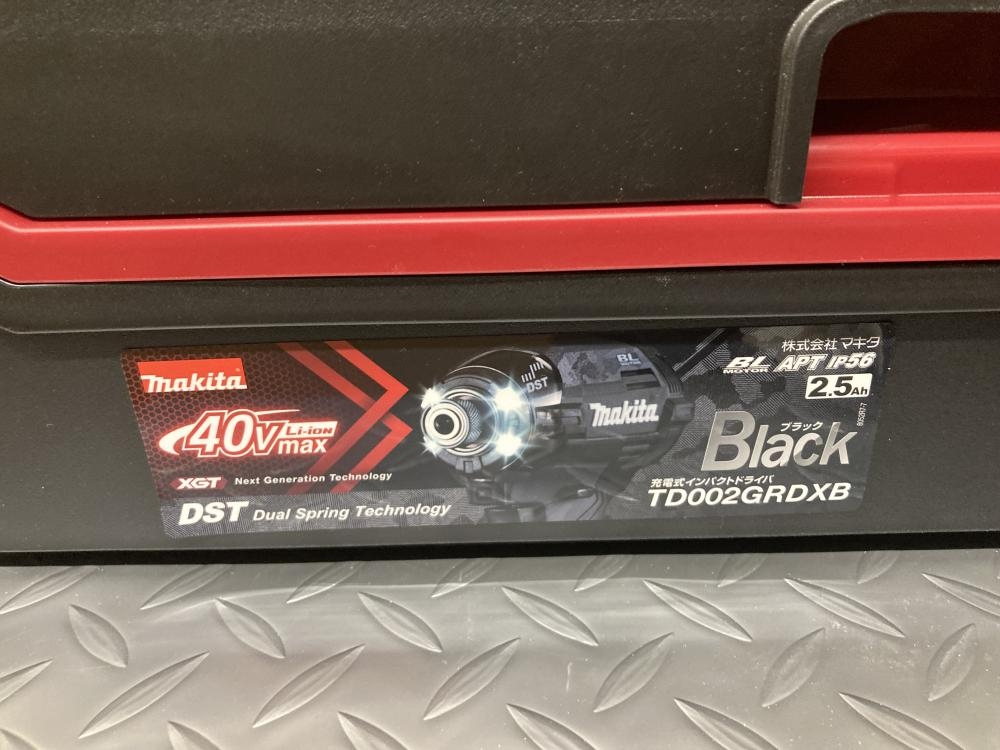 makita
40Vmax Li-ion
XGT Next Generation Technology
DST Dual Spring Technology
DST
BL
makita
株式会社 マキタ
BL MOTOR APT IP56
2.5Ah
ブラック
Black
充電式インパクトドライバ
TD002GRDXB